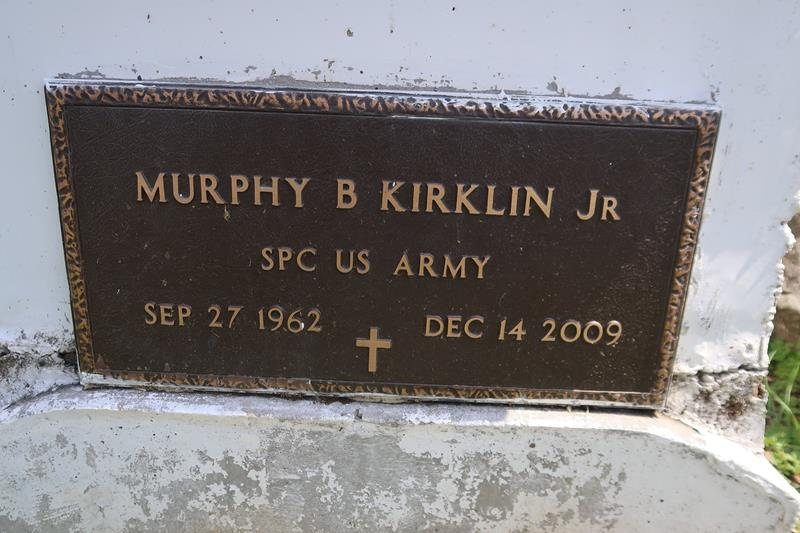 MURPHY B KIRKLIN JR
SPC US ARMY
SEP 27 1962 DEC 14 2009